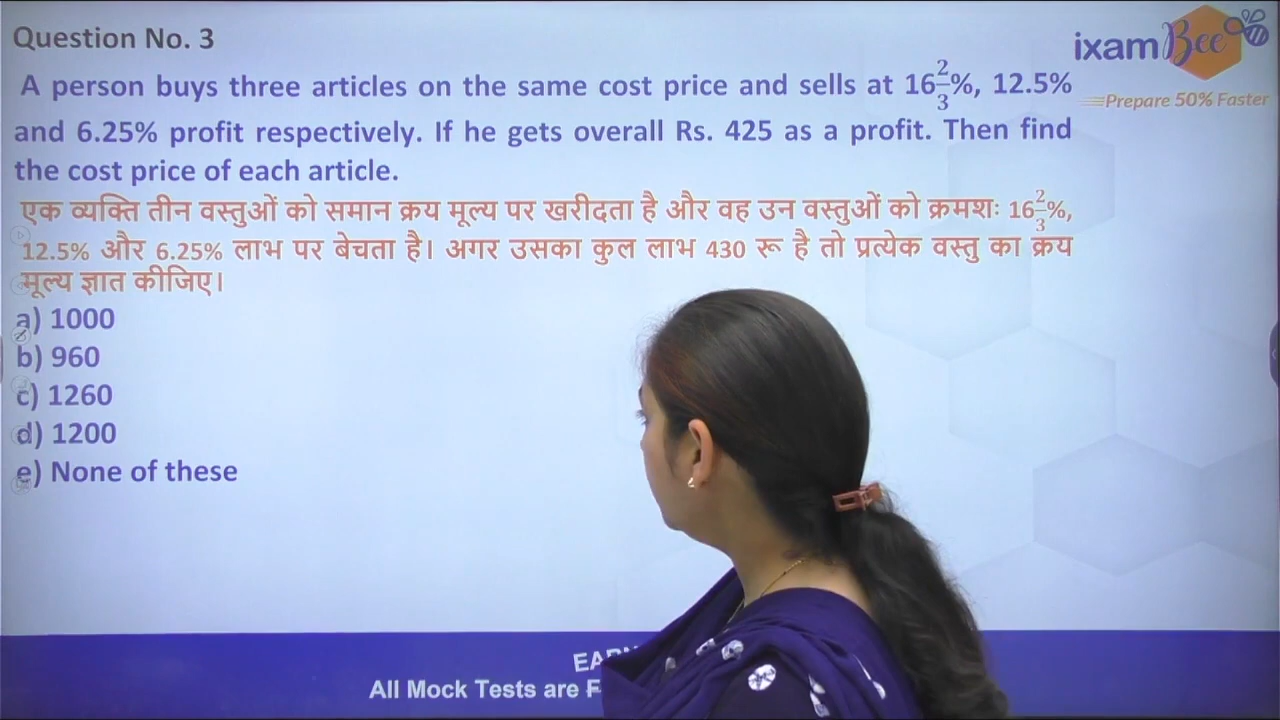 Question No. 3
ixamBee
Prepare 50% Faster
A person buys three articles on the same cost price and sells at 16 2/3%, 12.5%
and 6.25% profit respectively. If he gets overall Rs. 425 as a profit. Then find
the cost price of each article.
एक व्यक्ति तीन वस्तुओं को समान क्रय मूल्य पर खरीदता है और वह उन वस्तुओं को क्रमशः 16 2/3%,
12.5% और 6.25% लाभ पर बेचता है। अगर उसका कुल लाभ 430 रू है तो प्रत्येक वस्तु का क्रय
मूल्य ज्ञात कीजिए।
a) 1000
b) 960
c) 1260
d) 1200
e) None of these
All Mock Tests are